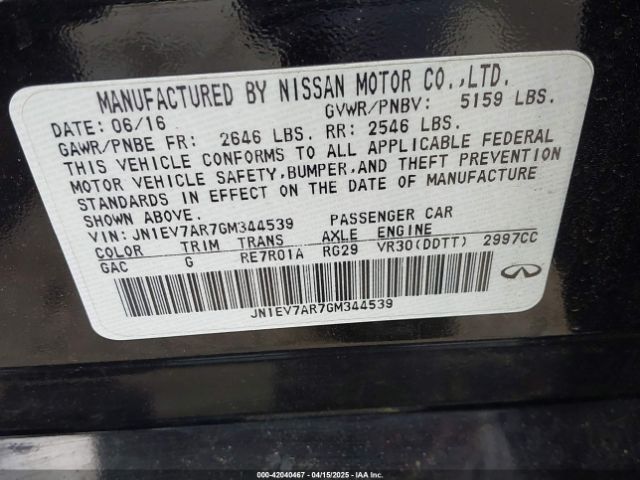 MANUFACTURED BY NISSAN MOTOR CO.,LTD.
DATE: 06/16 GVWR/PNBV: 5159 LBS.
GAWR/PNBE FR: 2646 LBS. RR: 2546 LBS.
THIS VEHICLE CONFORMS TO ALL APPLICABLE FEDERAL
MOTOR VEHICLE SAFETY, BUMPER, AND THEFT PREVENTION
STANDARDS IN EFFECT ON THE DATE OF MANUFACTURE
SHOWN ABOVE.
VIN: JN1EV7AR7GM344539 PASSENGER CAR
COLOR TRIM TRANS AXLE ENGINE
GAC G RE7R01A RG29 VR30(DDTT) 2997CC
INFINITI
JN1EV7AR7GM344539
000-42040467 - 04/15/2025 - IAA